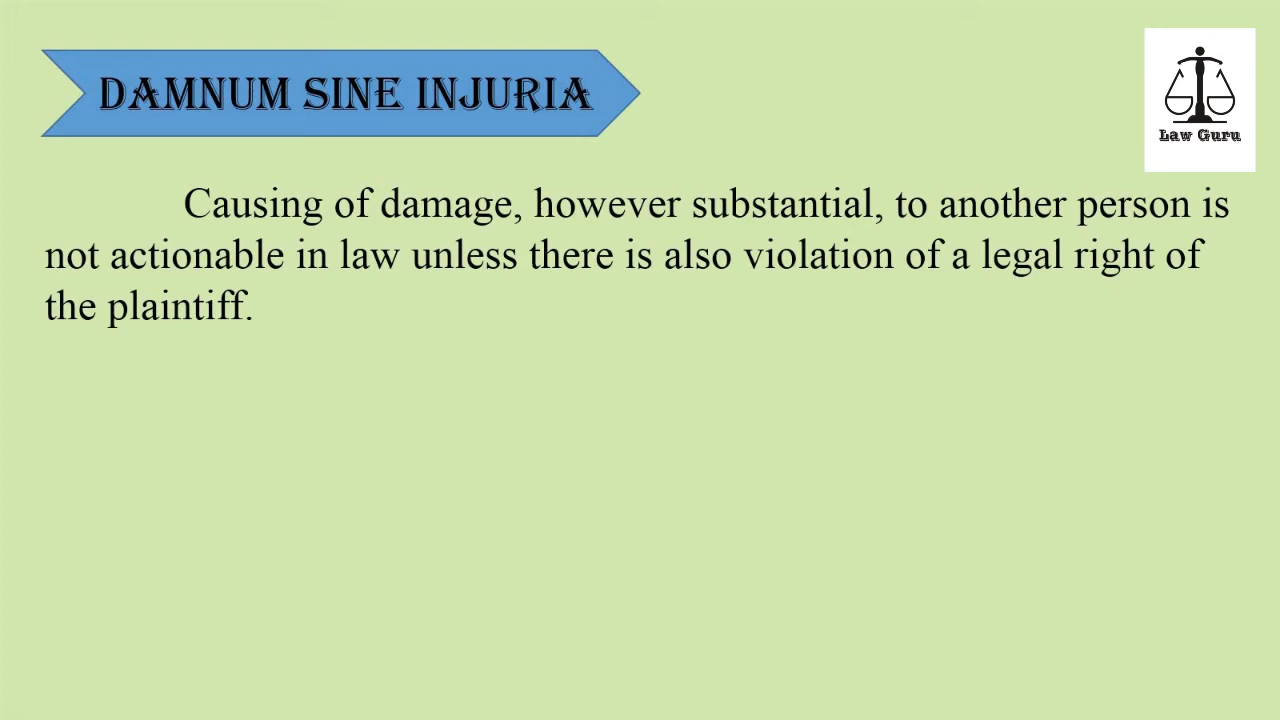 DAMNUM SINE INJURIA
Law Guru
Causing of damage, however substantial, to another person is
not actionable in law unless there is also violation of a legal right of
the plaintiff.